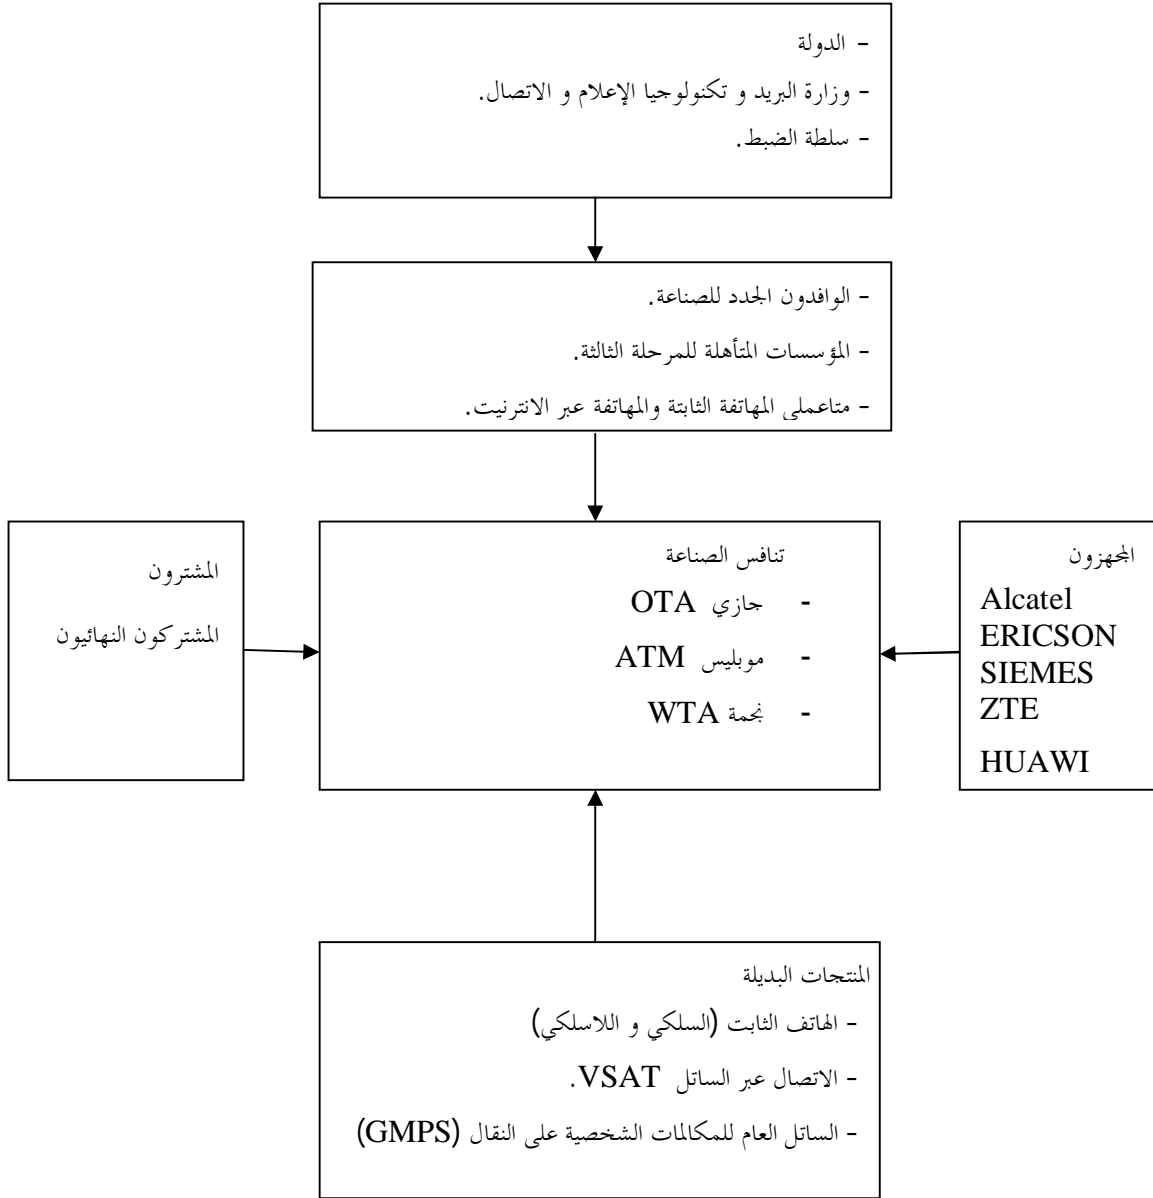 - الدولة
- وزارة البريد و تكنولوجيا الإعلام و الاتصال.
- سلطة الضبط.
- الوافدون الجدد للصناعة.
- المؤسسات المتأهلة للمرحلة الثالثة.
- متاعملي المهاتفة الثابتة والمهاتفة عبر الانترنيت.
المجهزون
Alcatel
ERICSON
SIEMES
ZTE
HUAWI
تنافس الصناعة
- جازي OTA
- موبليس ATM
- نجمة WTA
المشترون
المشتركون النهائيون
المنتجات البديلة
- الهاتف الثابت (السلكي و اللاسلكي)
- الاتصال عبر الساتل VSAT.
- الساتل العام للمكالمات الشخصية على النقال (GMPS)